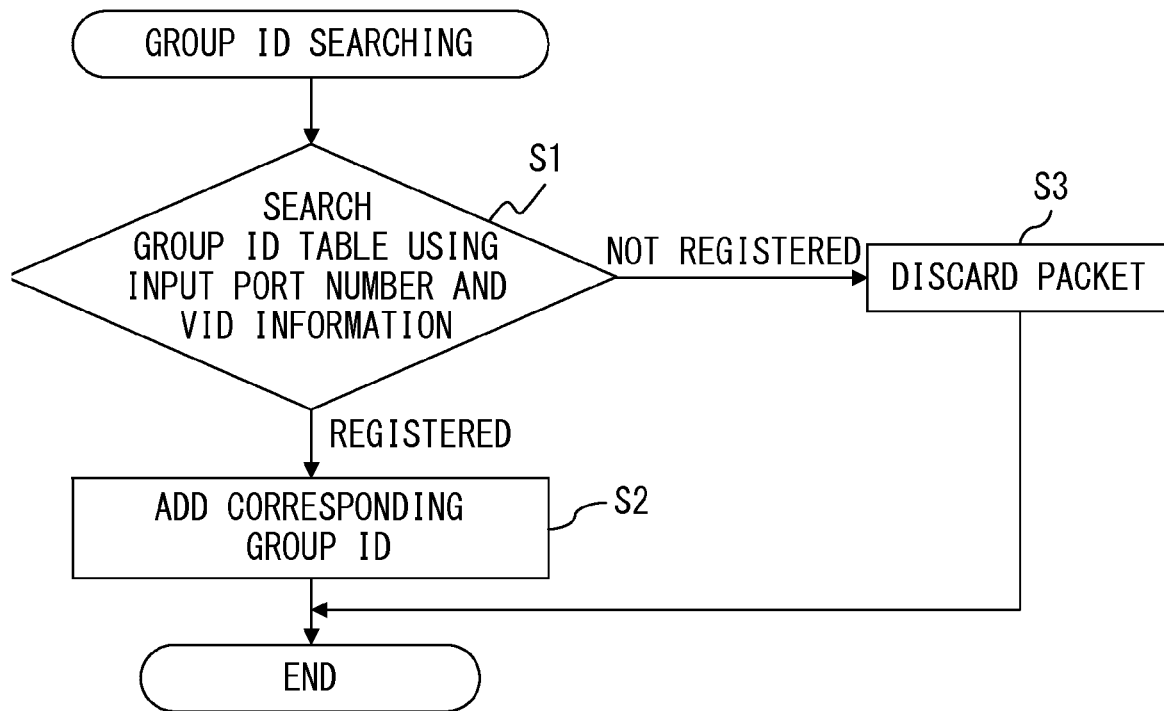 GROUP ID SEARCHING
S1
SEARCH
GROUP ID TABLE USING
INPUT PORT NUMBER AND
VID INFORMATION
NOT REGISTERED
S3
DISCARD PACKET
REGISTERED
S2
ADD CORRESPONDING
GROUP ID
END